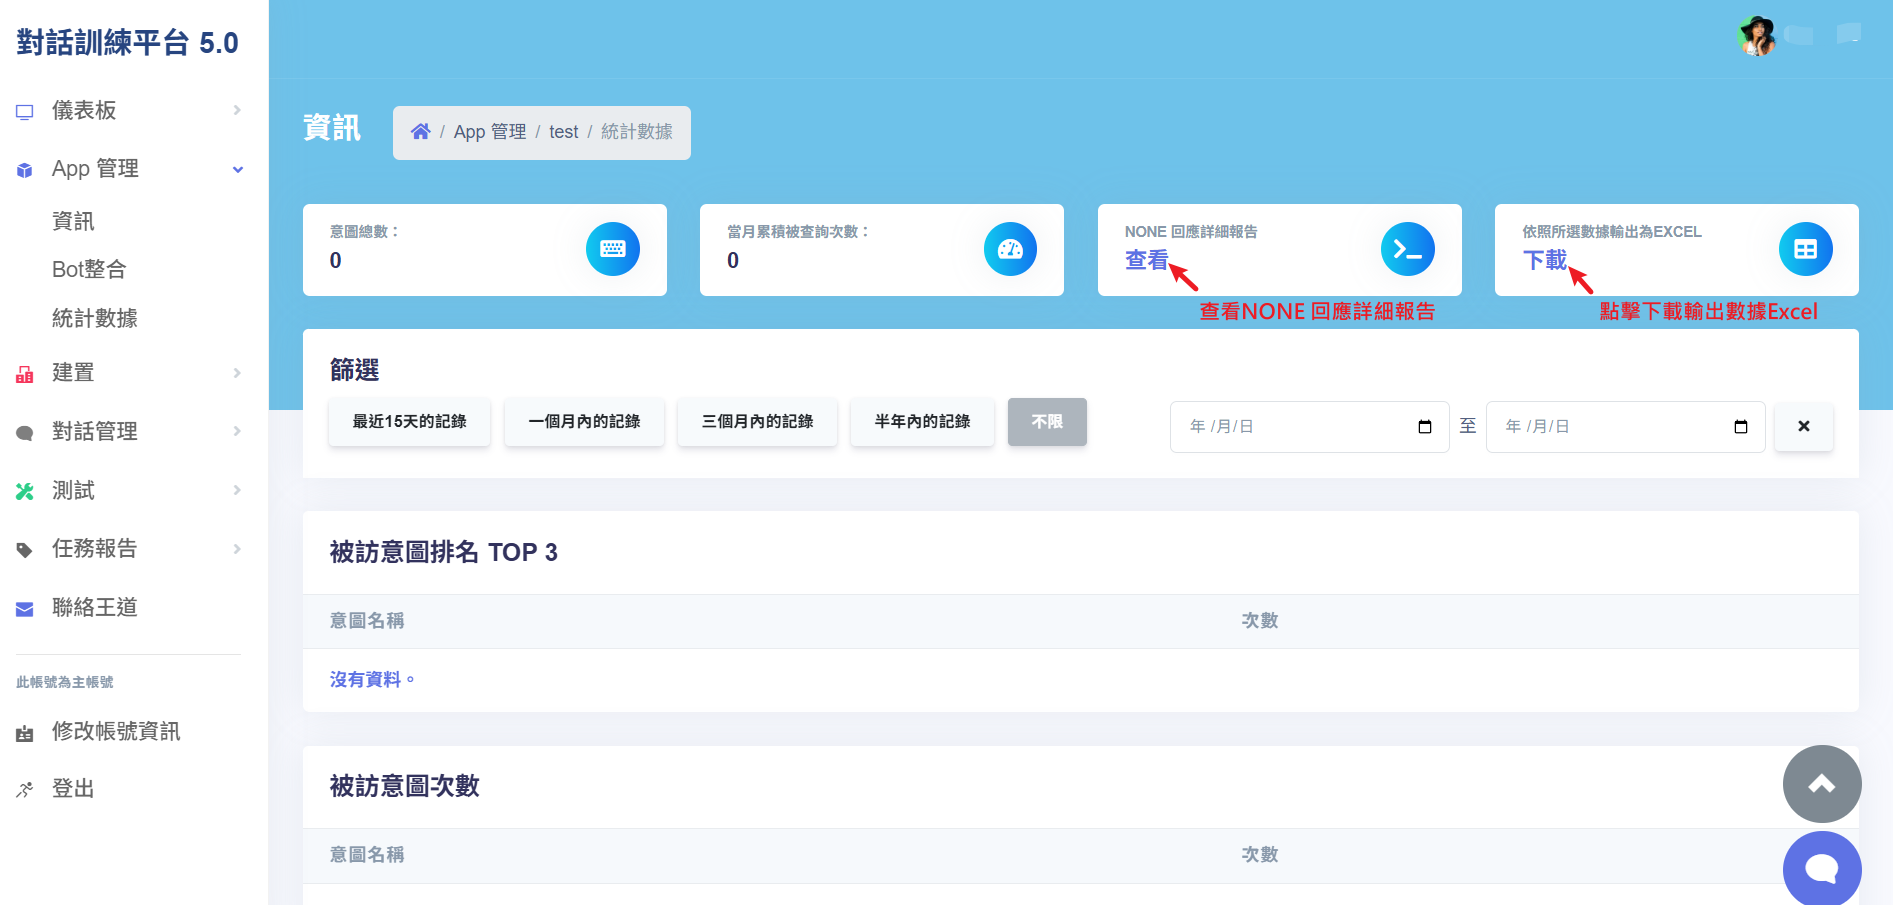 對話訓練平台 5.0
儀表板
App 管理
資訊
Bot整合
統計數據
建置
對話管理
測試
任務報告
聯絡王道
此帳號為主帳號
修改帳號資訊
登出
資訊
/ App 管理 / test / 統計數據
意圖總數：
0
當月累積被查詢次數：
0
NONE 回應詳細報告
查看
依照所選數據輸出為EXCEL
下載
查看NONE 回應詳細報告
點擊下載輸出數據Excel
篩選
最近15天的記錄
一個月內的記錄
三個月內的記錄
半年內的記錄
不限
年 /月/日
至
年 /月/日
被訪意圖排名 TOP 3
意圖名稱 次數
沒有資料。
被訪意圖次數
意圖名稱 次數